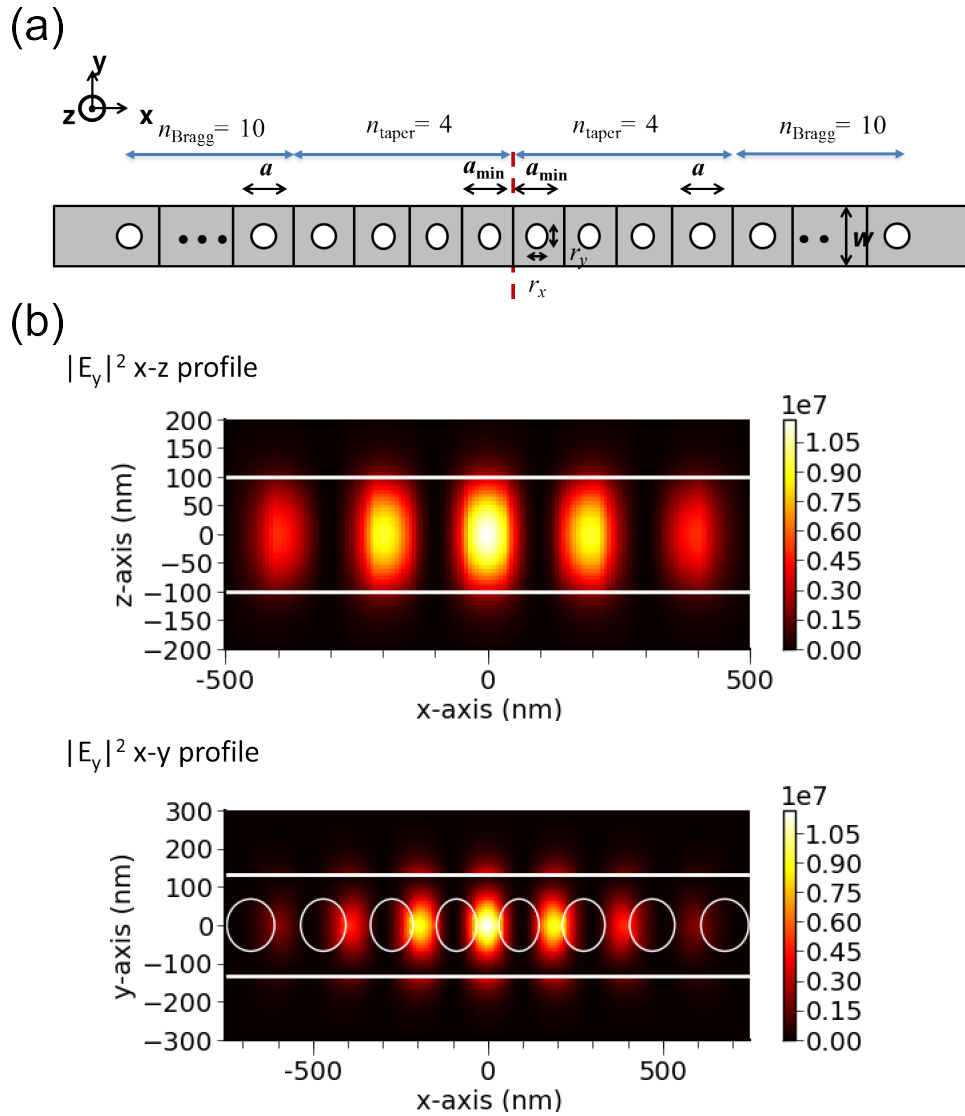 (a)
y
z x
n_Bragg= 10 n_taper= 4 n_taper= 4 n_Bragg= 10
a a_min a_min a
••• •• w
r_y
r_x
(b)
|E_y|² x-z profile
1e7
200
150
100
50
0
−50
−100
−150
−200
z-axis (nm)
-500 0 500
x-axis (nm)
1.05
0.90
0.75
0.60
0.45
0.30
0.15
0.00
|E_y|² x-y profile
1e7
300
200
100
0
−100
−200
−300
y-axis (nm)
-500 0 500
x-axis (nm)
1.05
0.90
0.75
0.60
0.45
0.30
0.15
0.00